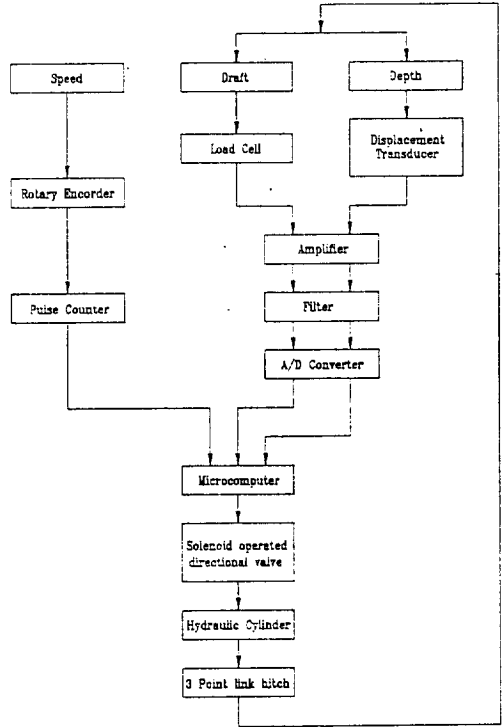 Speed
Draft
Depth
Load Cell
Displacement
Transducer
Rotary Encorder
Amplifier
Pulse Counter
Filter
A/D Converter
Microcomputer
Solenoid operated
directional valve
Hydraulic Cylinder
3 Point link hitch